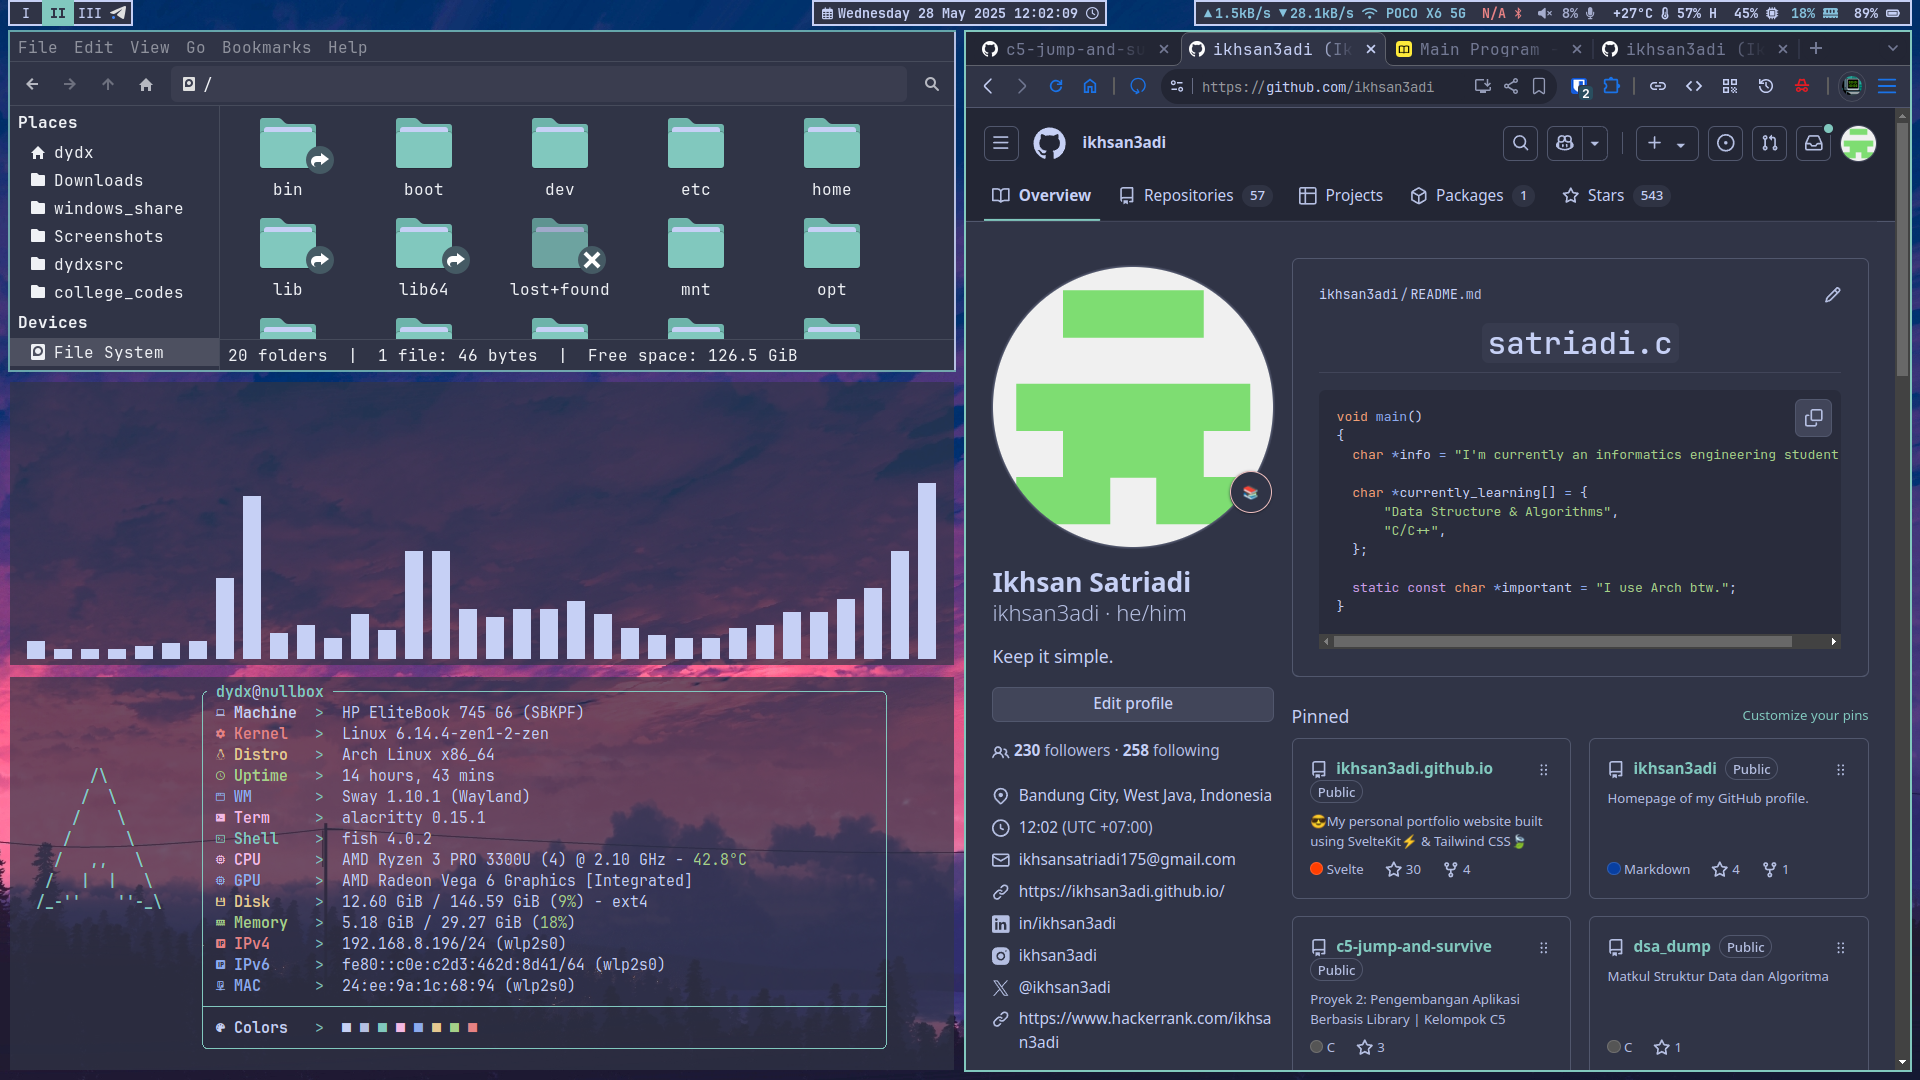 I II III
Wednesday 28 May 2025 12:02:09
▲1.5kB/s ▼28.1kB/s POCO X6 5G N/A 8% +27°C 57% H 45% 18% 89%
File Edit View Go Bookmarks Help
/
Places
dydx
Downloads
windows_share
Screenshots
dydxsrc
college_codes
Devices
File System
bin boot dev etc home
lib lib64 lost+found mnt opt
20 folders | 1 file: 46 bytes | Free space: 126.5 GiB
dydx@nullbox
Machine > HP EliteBook 745 G6 (SBKPF)
Kernel > Linux 6.14.4-zen1-2-zen
Distro > Arch Linux x86_64
Uptime > 14 hours, 43 mins
WM > Sway 1.10.1 (Wayland)
Term > alacritty 0.15.1
Shell > fish 4.0.2
CPU > AMD Ryzen 3 PRO 3300U (4) @ 2.10 GHz - 42.8°C
GPU > AMD Radeon Vega 6 Graphics [Integrated]
Disk > 12.60 GiB / 146.59 GiB (9%) - ext4
Memory > 5.18 GiB / 29.27 GiB (18%)
IPv4 > 192.168.8.196/24 (wlp2s0)
IPv6 > fe80::c0e:c2d3:462d:8d41/64 (wlp2s0)
MAC > 24:ee:9a:1c:68:94 (wlp2s0)
Colors >
c5-jump-and-su ikhsan3adi (Ik Main Program - ikhsan3adi (Ik
https://github.com/ikhsan3adi 2
ikhsan3adi
Overview Repositories 57 Projects Packages 1 Stars 543
Ikhsan Satriadi
ikhsan3adi · he/him
Keep it simple.
Edit profile
230 followers · 258 following
Bandung City, West Java, Indonesia
12:02 (UTC +07:00)
ikhsansatriadi175@gmail.com
https://ikhsan3adi.github.io/
in/ikhsan3adi
ikhsan3adi
@ikhsan3adi
https://www.hackerrank.com/ikhsa
n3adi
ikhsan3adi/README.md
satriadi.c
void main()
{
char *info = "I'm currently an informatics engineering student
char *currently_learning[] = {
"Data Structure & Algorithms",
"C/C++",
};
static const char *important = "I use Arch btw.";
}
Pinned Customize your pins
ikhsan3adi.github.io
Public
😎My personal portfolio website built
using SvelteKit⚡ & Tailwind CSS🍃
Svelte 30 4
ikhsan3adi Public
Homepage of my GitHub profile.
Markdown 4 1
c5-jump-and-survive
Public
Proyek 2: Pengembangan Aplikasi
Berbasis Library | Kelompok C5
C 3
dsa_dump Public
Matkul Struktur Data dan Algoritma
C 1